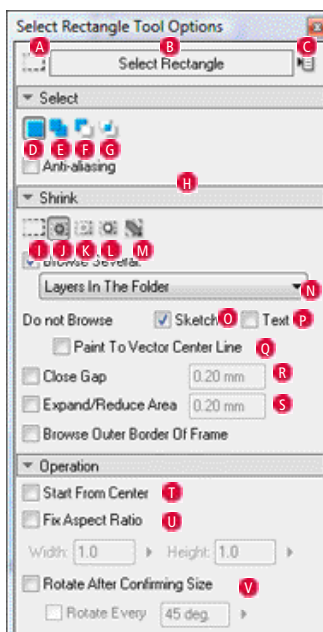 Select Rectangle Tool Options
A B C
Select Rectangle
Select
D E F G
Anti-aliasing
H
Shrink
I J K L M
Browse Several
Layers In The Folder N
Do not Browse Sketch O Text P
Paint To Vector Center Line Q
Close Gap 0.20 mm R
Expand/Reduce Area 0.20 mm S
Browse Outer Border Of Frame
Operation
Start From Center T
Fix Aspect Ratio U
Width: 1.0 Height: 1.0
Rotate After Confirming Size V
Rotate Every 45 deg.